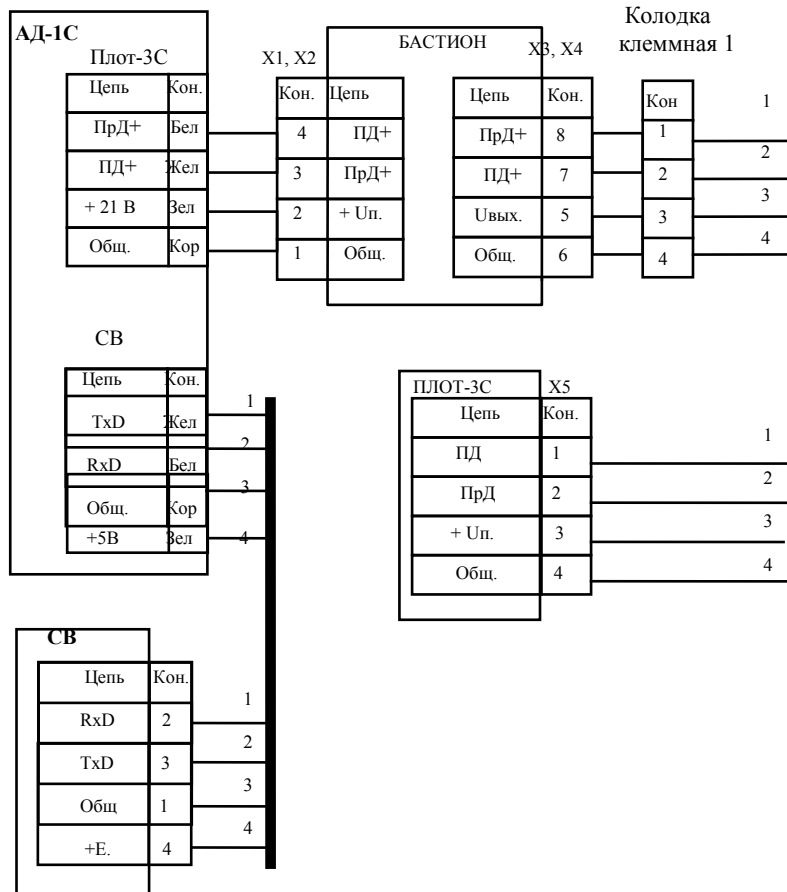 АД-1С
Плот-3С
Цепь Кон.
ПрД+ Бел
ПД+ Жел
+ 21 В Зел
Общ. Кор
СВ
Цепь Кон.
TxD Жел
RxD Бел
Общ. Кор
+5В Зел
1
2
3
4
X1, X2
БАСТИОН
X3, X4
Кон. Цепь
4 ПД+
3 ПрД+
2 + Uп.
1 Общ.
Цепь Кон.
ПрД+ 8
ПД+ 7
Uвых. 5
Общ. 6
Колодка
клеммная 1
Кон
1
2
3
4
1
2
3
4
ПЛОТ-3С X5
Цепь Кон.
ПД 1
ПрД 2
+ Uп. 3
Общ. 4
1
2
3
4
СВ
Цепь Кон.
RxD 2
TxD 3
Общ 1
+E. 4
1
2
3
4